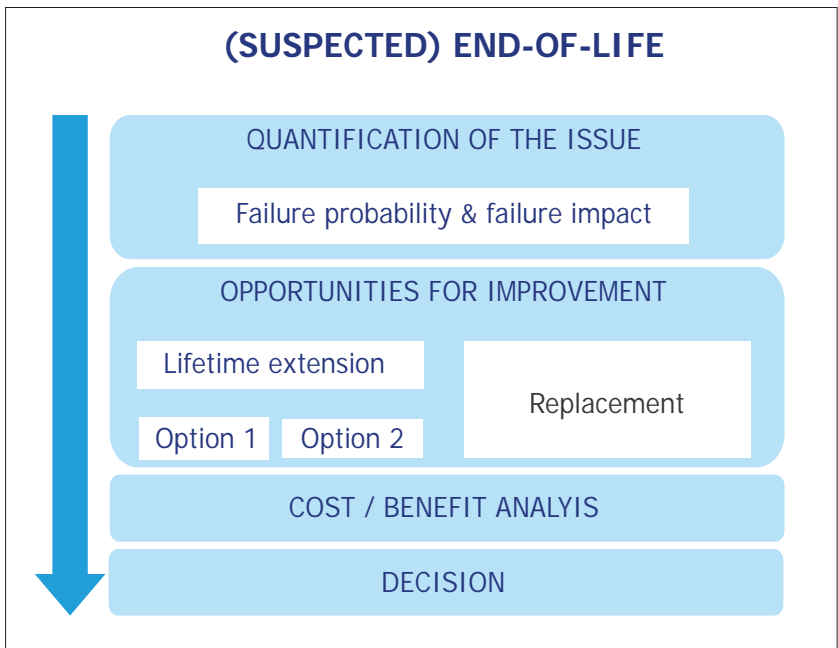 (SUSPECTED) END-OF-LIFE
QUANTIFICATION OF THE ISSUE
Failure probability & failure impact
OPPORTUNITIES FOR IMPROVEMENT
Lifetime extension
Replacement
Option 1
Option 2
COST / BENEFIT ANALYIS
DECISION